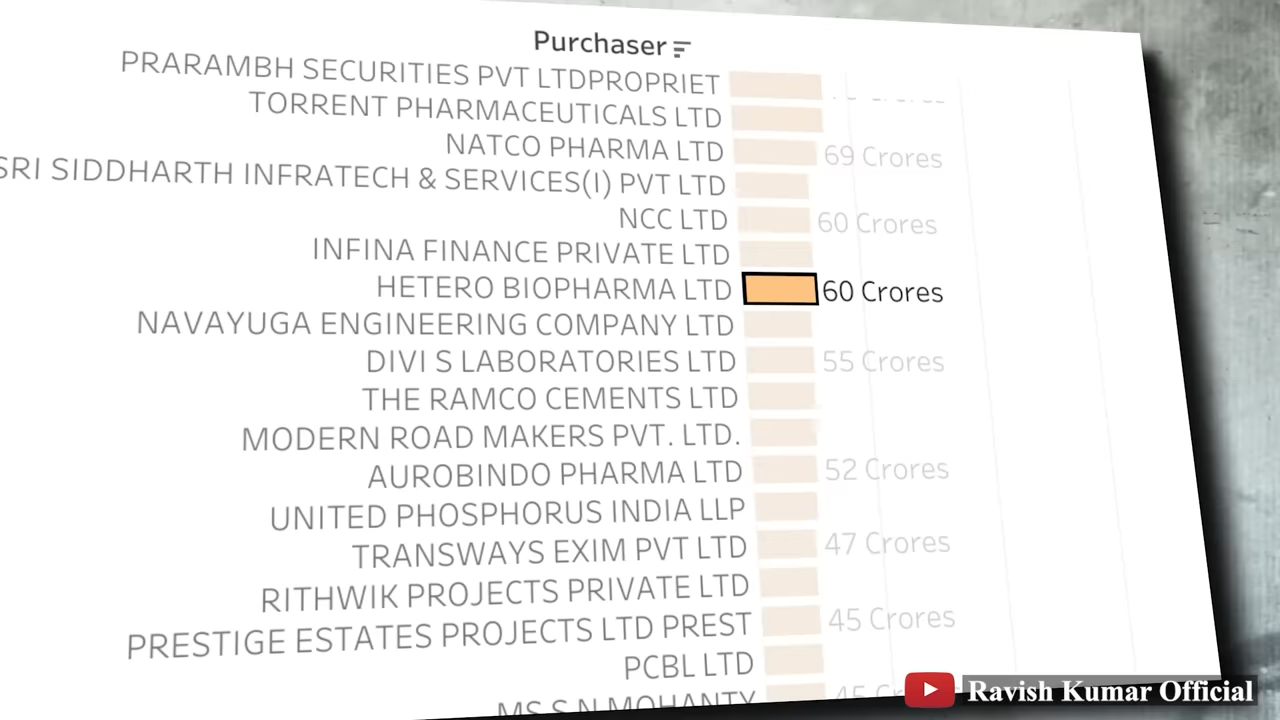 Purchaser
PRARAMBH SECURITIES PVT LTDPROPRIET
TORRENT PHARMACEUTICALS LTD
NATCO PHARMA LTD 69 Crores
SRI SIDDHARTH INFRATECH & SERVICES(I) PVT LTD
NCC LTD 60 Crores
INFINA FINANCE PRIVATE LTD
HETERO BIOPHARMA LTD 60 Crores
NAVAYUGA ENGINEERING COMPANY LTD
DIVI S LABORATORIES LTD 55 Crores
THE RAMCO CEMENTS LTD
MODERN ROAD MAKERS PVT. LTD.
AUROBINDO PHARMA LTD 52 Crores
UNITED PHOSPHORUS INDIA LLP
TRANSWAYS EXIM PVT LTD 47 Crores
RITHWIK PROJECTS PRIVATE LTD
PRESTIGE ESTATES PROJECTS LTD PREST 45 Crores
PCBL LTD
MS S N MOHANTY 45
Ravish Kumar Official